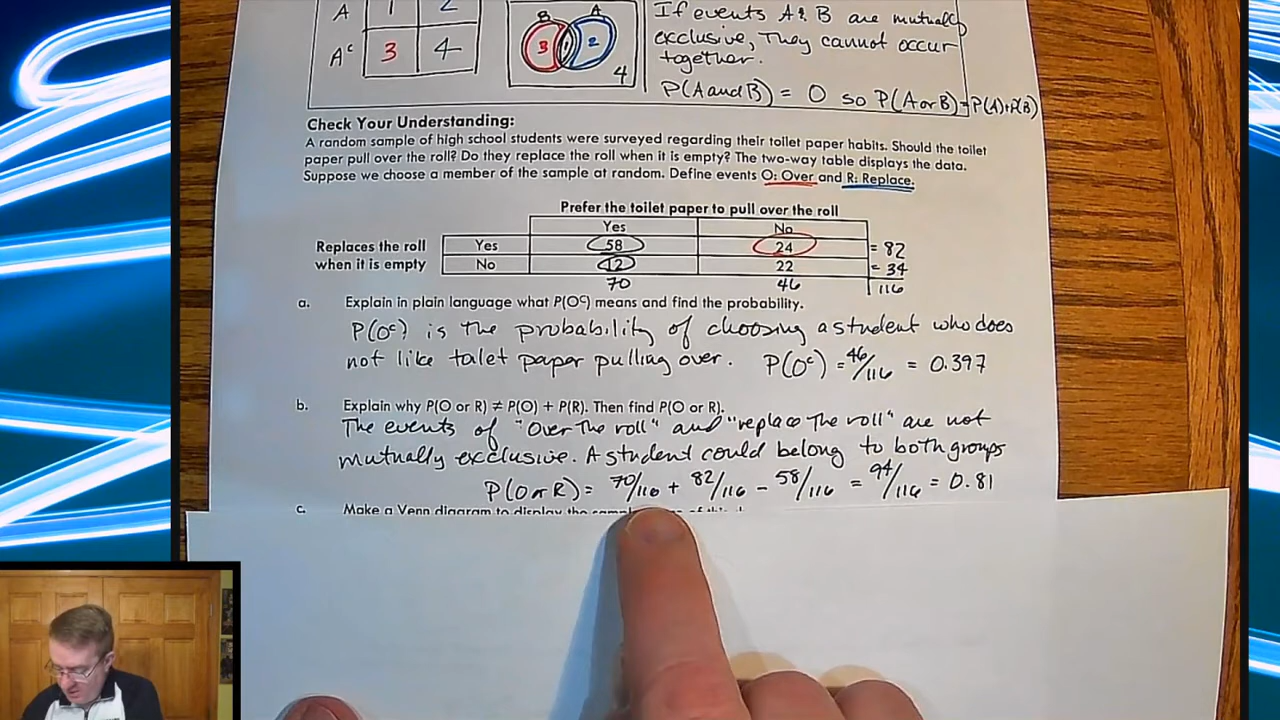 A 1 2
Aᶜ 3 4
B A
3 2
4
If events A & B are mutually
exclusive, They cannot occur
together.
P(A and B) = 0 so P(A or B) = P(A)+P(B)
Check Your Understanding:
A random sample of high school students were surveyed regarding their toilet paper habits. Should the toilet
paper pull over the roll? Do they replace the roll when it is empty? The two-way table displays the data.
Suppose we choose a member of the sample at random. Define events O: Over and R: Replace.
Prefer the toilet paper to pull over the roll
Yes No
Replaces the roll Yes 58 24 = 82
when it is empty No 12 22 = 34
70 46 116
a. Explain in plain language what P(Oᶜ) means and find the probability.
P(Oᶜ) is the probability of choosing a student who does
not like talet paper pulling over. P(Oᶜ) = 46/116 = 0.397
b. Explain why P(O or R) ≠ P(O) + P(R). Then find P(O or R).
The events of "Over the roll" and "replace The roll" are not
mutually exclusive. A student could belong to both groups
P(O or R) = 70/116 + 82/116 - 58/116 = 94/116 = 0.81
c. Make a Venn diagram to display the